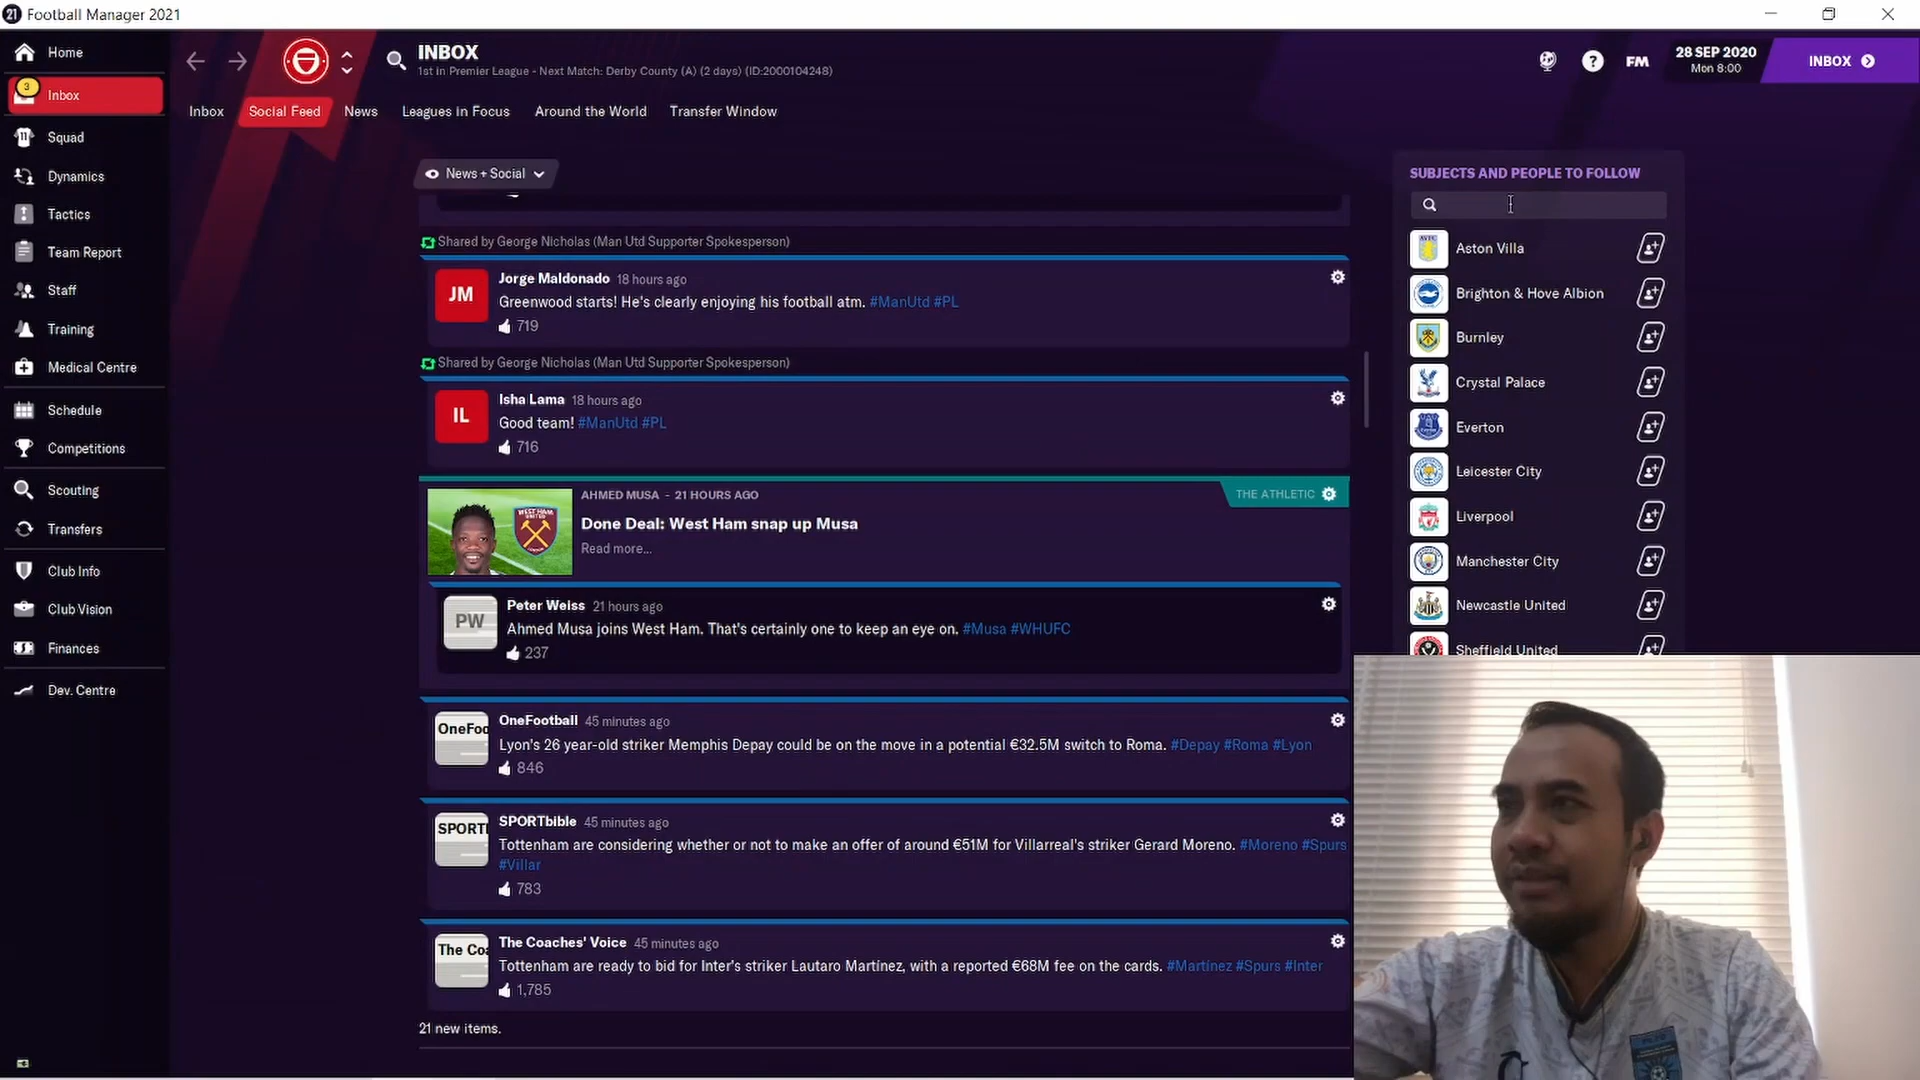 Football Manager 2021
Home
3
Inbox
Squad
Dynamics
Tactics
Team Report
Staff
Training
Medical Centre
Schedule
Competitions
Scouting
Transfers
Club Info
Club Vision
Finances
Dev. Centre
INBOX
1st in Premier League - Next Match: Derby County (A) (2 days) (ID:2000104248)
FM
28 SEP 2020
Mon 8:00
INBOX
Inbox
Social Feed
News
Leagues in Focus
Around the World
Transfer Window
News + Social
Shared by George Nicholas (Man Utd Supporter Spokesperson)
JM
Jorge Maldonado 18 hours ago
Greenwood starts! He's clearly enjoying his football atm. #ManUtd #PL
719
Shared by George Nicholas (Man Utd Supporter Spokesperson)
IL
Isha Lama 18 hours ago
Good team! #ManUtd #PL
716
AHMED MUSA - 21 HOURS AGO
THE ATHLETIC
Done Deal: West Ham snap up Musa
Read more...
PW
Peter Weiss 21 hours ago
Ahmed Musa joins West Ham. That's certainly one to keep an eye on. #Musa #WHUFC
237
OneFoo
OneFootball 45 minutes ago
Lyon's 26 year-old striker Memphis Depay could be on the move in a potential €32.5M switch to Roma. #Depay #Roma #Lyon
846
SPORT
SPORTbible 45 minutes ago
Tottenham are considering whether or not to make an offer of around €51M for Villarreal's striker Gerard Moreno. #Moreno #Spurs
#Villar
783
The Coa
The Coaches' Voice 45 minutes ago
Tottenham are ready to bid for Inter's striker Lautaro Martínez, with a reported €68M fee on the cards. #Martínez #Spurs #Inter
1,785
21 new items.
SUBJECTS AND PEOPLE TO FOLLOW
Aston Villa
Brighton & Hove Albion
Burnley
Crystal Palace
Everton
Leicester City
Liverpool
Manchester City
Newcastle United
Sheffield United